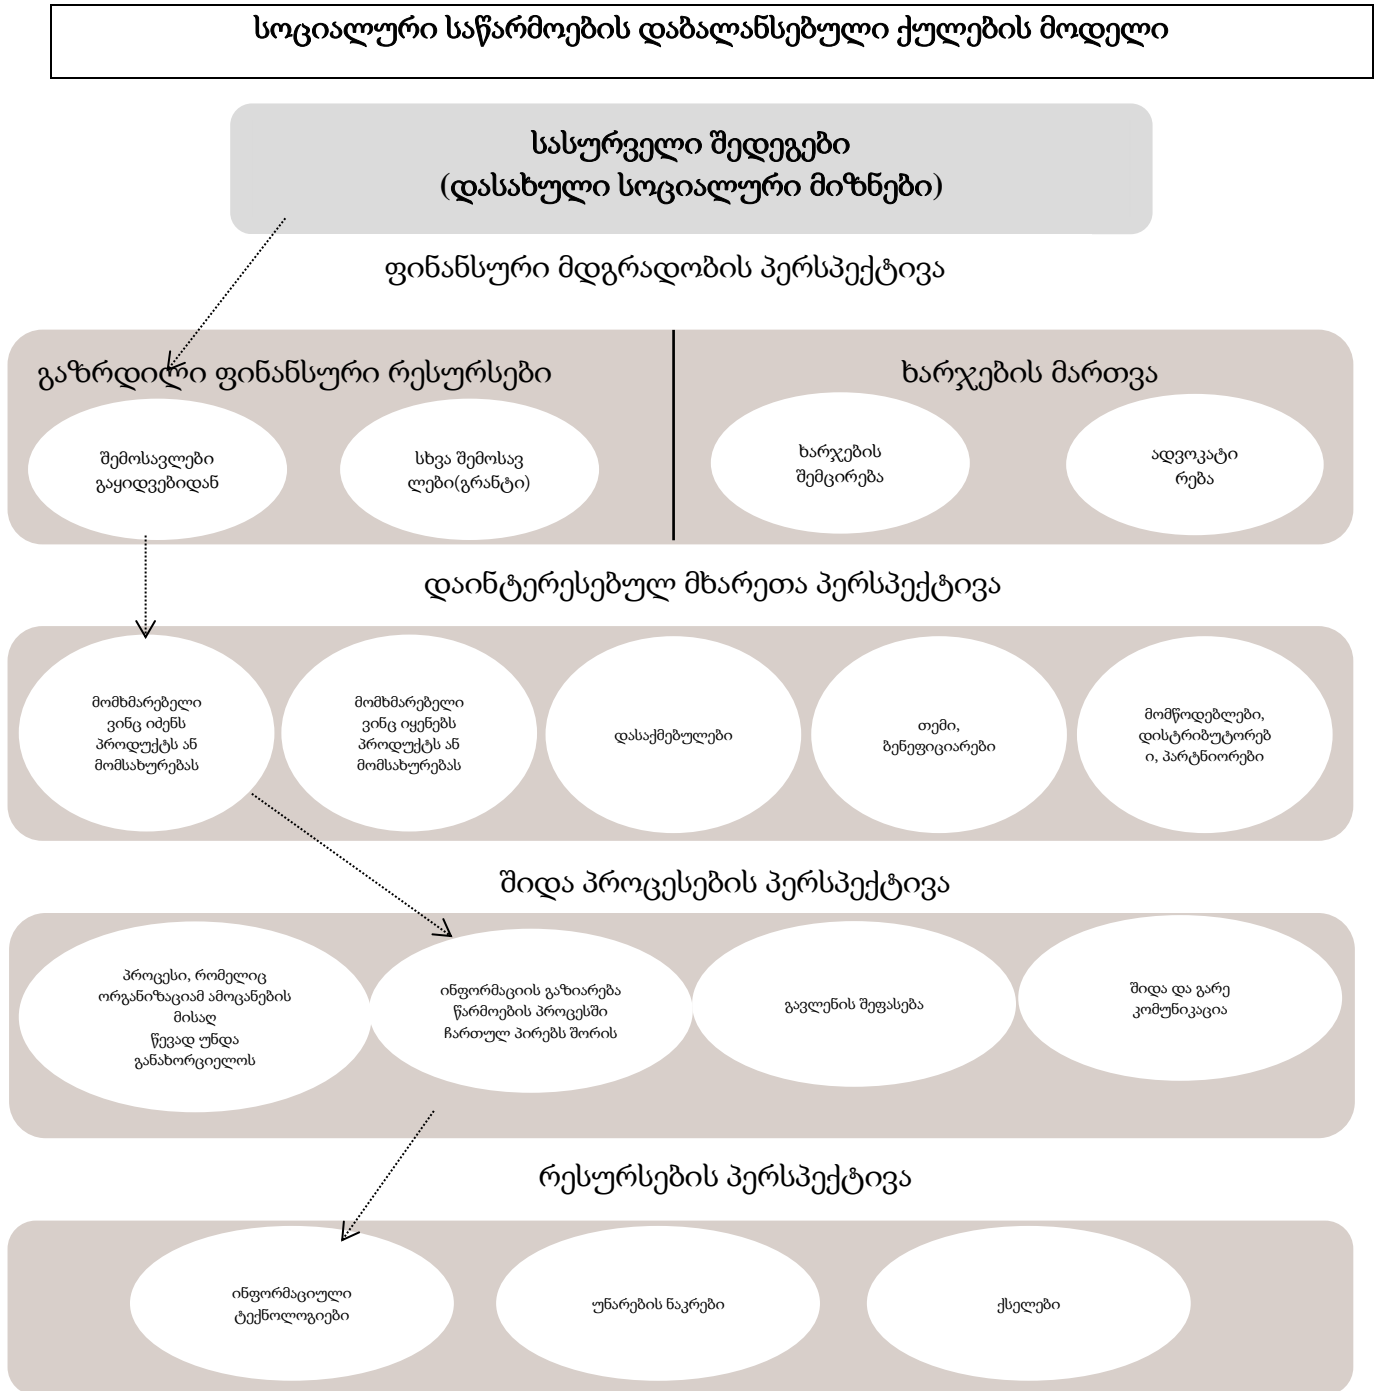 სოციალური საწარმოების დაბალანსებული ქულების მოდელი
სასურველი შედეგები
(დასახული სოციალური მიზნები)
ფინანსური მდგრადობის პერსპექტივა
გაზრდილი ფინანსური რესურსები
ხარჯების მართვა
შემოსავლები
გაყიდვებიდან
სხვა შემოსავ
ლები(გრანტი)
ხარჯების
შემცირება
ადვოკატი
რება
დაინტერესებულ მხარეთა პერსპექტივა
მომხმარებელი
ვინც იძენს
პროდუქტს ან
მომსახურებას
მომხმარებელი
ვინც იყენებს
პროდუქტს ან
მომსახურებას
დასაქმებულები
თემი,
ბენეფიციარები
მომწოდებლები,
დისტრიბუტორებ
ი, პარტნიორები
შიდა პროცესების პერსპექტივა
პროცესი, რომელიც
ორგანიზაციამ ამოცანების
მისაღ
წევად უნდა
განახორციელოს
ინფორმაციის გაზიარება
წარმოების პროცესში
ჩართულ პირებს შორის
გავლენის შეფასება
შიდა და გარე
კომუნიკაცია
რესურსების პერსპექტივა
ინფორმაციული
ტექნოლოგიები
უნარების ნაკრები
ქსელები